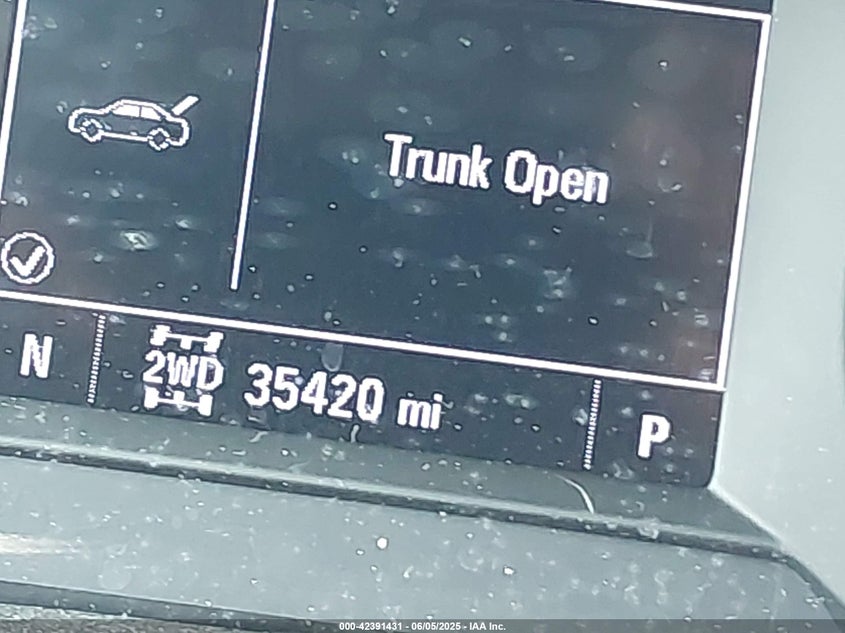 Trunk Open
N
2WD
35420 mi
P
000-42391431 - 06/05/2025 - IAA Inc.